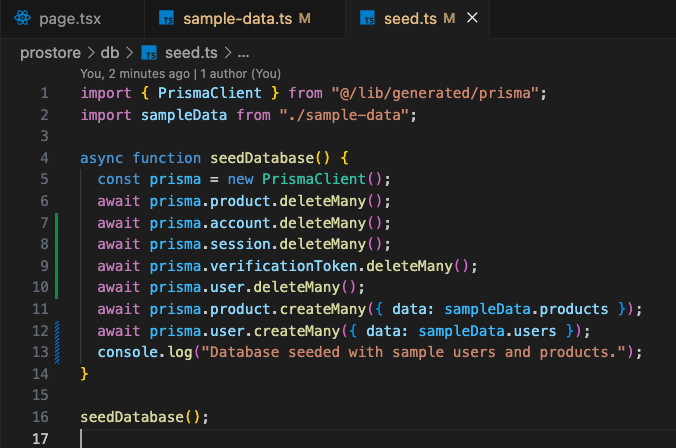 page.tsx
sample-data.ts M
seed.ts M
prostore > db > seed.ts > ...
You, 2 minutes ago | 1 author (You)
1 import { PrismaClient } from "@/lib/generated/prisma";
2 import sampleData from "./sample-data";
3
4 async function seedDatabase() {
5 const prisma = new PrismaClient();
6 await prisma.product.deleteMany();
7 await prisma.account.deleteMany();
8 await prisma.session.deleteMany();
9 await prisma.verificationToken.deleteMany();
10 await prisma.user.deleteMany();
11 await prisma.product.createMany({ data: sampleData.products });
12 await prisma.user.createMany({ data: sampleData.users });
13 console.log("Database seeded with sample users and products.");
14 }
15
16 seedDatabase();
17